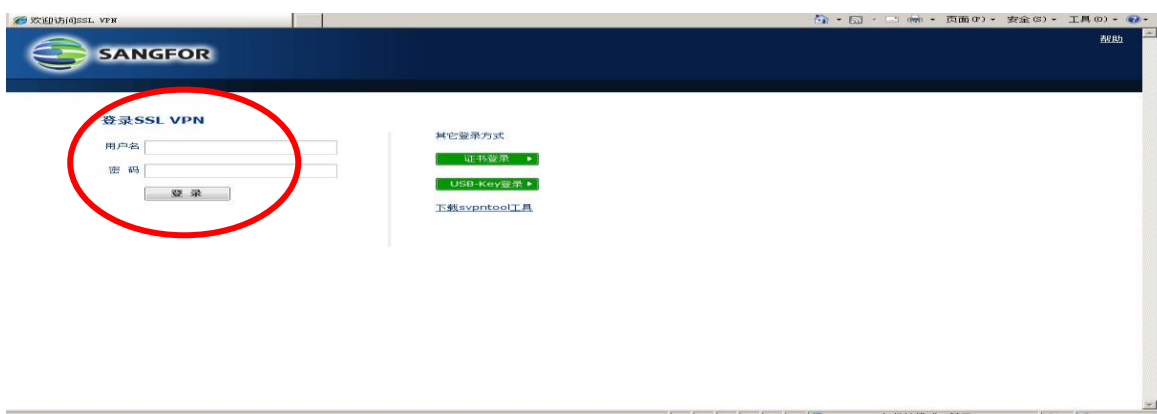 欢迎访问SSL VPN
页面(P) 安全(S) 工具(O)
SANGFOR
帮助
登录SSL VPN
用户名
密 码
登 录
其它登录方式
证书登录
USB-Key登录
下载svpntool工具